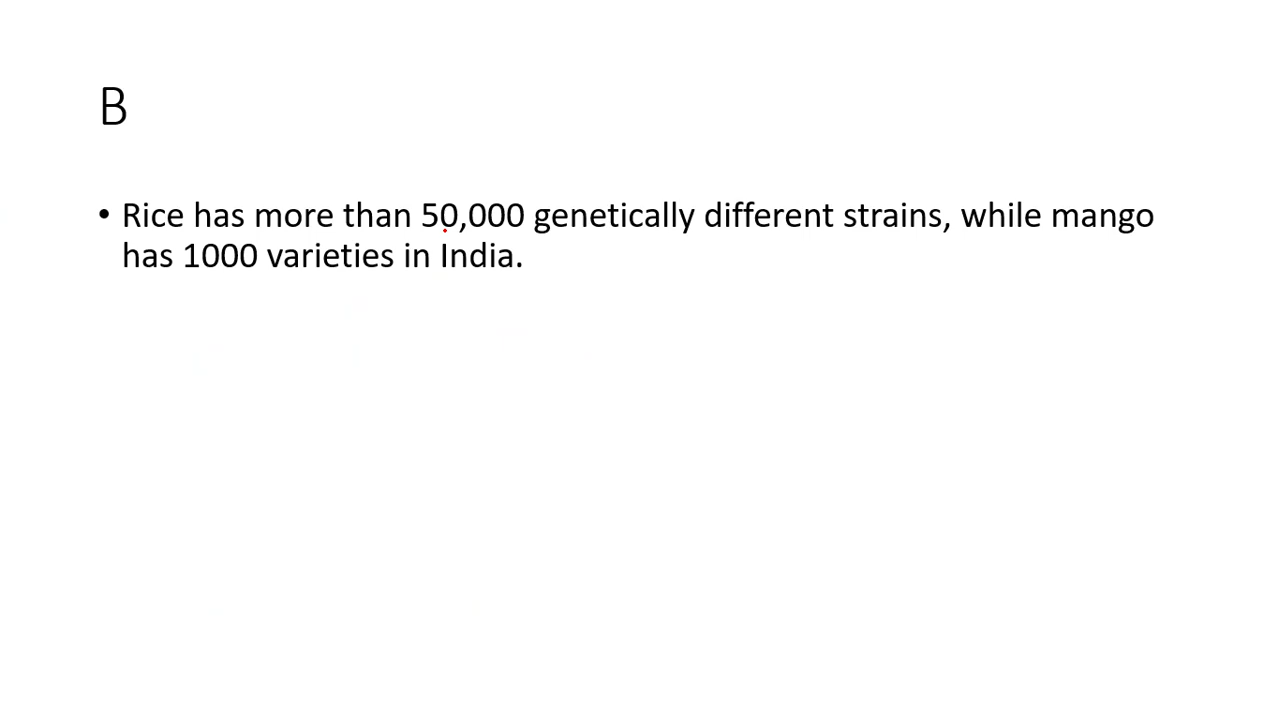 B
• Rice has more than 50,000 genetically different strains, while mango
has 1000 varieties in India.